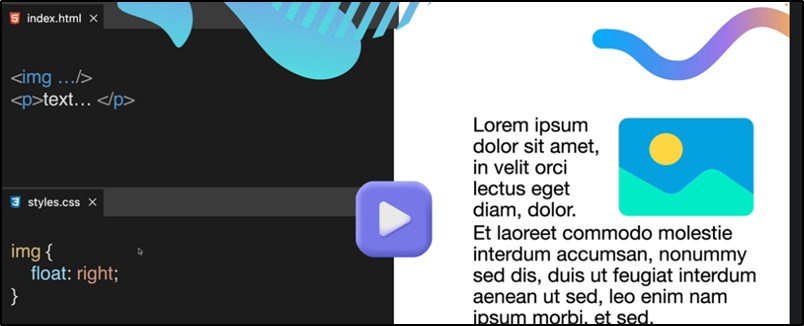 index.html
<img …/>
<p>text… </p>
styles.css
img {
float: right;
}
Lorem ipsum
dolor sit amet,
in velit orci
lectus eget
diam, dolor.
Et laoreet commodo molestie
interdum accumsan, nonummy
sed dis, duis ut feugiat interdum
aenean ut sed, leo enim nam
ipsum morbi, et sed.